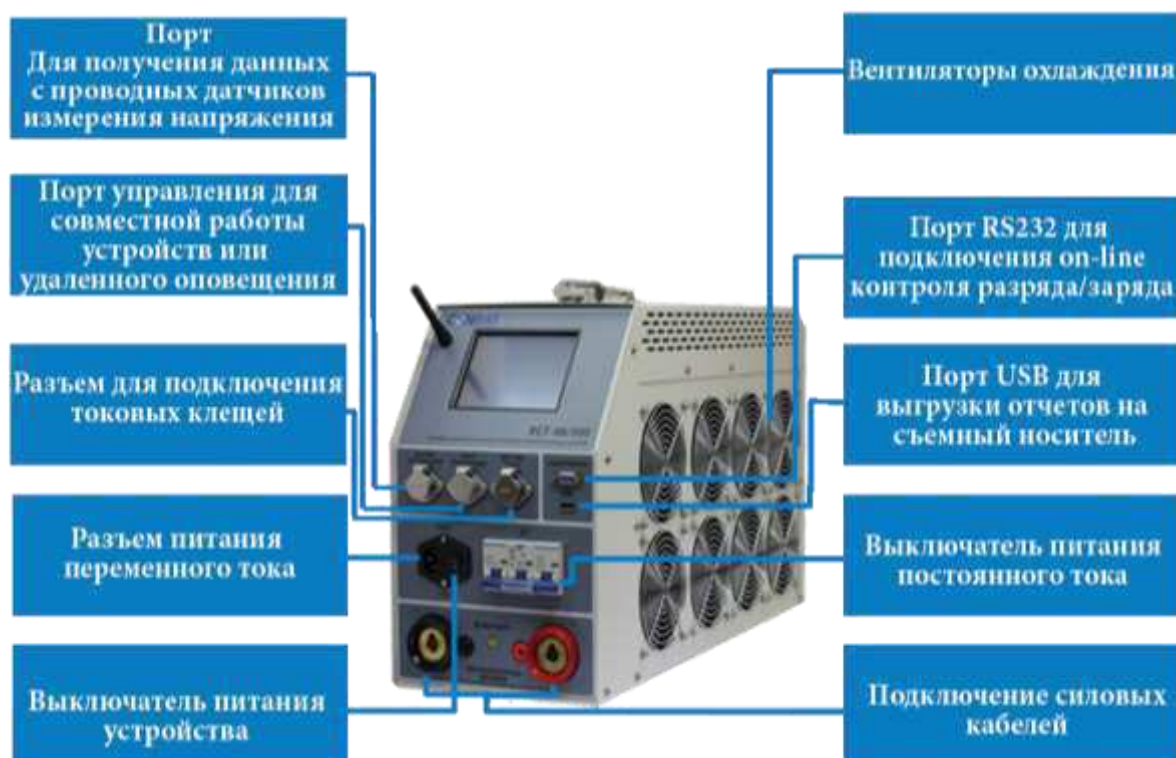 Порт
Для получения данных
с проводных датчиков
измерения напряжения
Порт управления для
совместной работы
устройств или
удаленного оповещения
Разъем для подключения
токовых клещей
Разъем питания
переменного тока
Выключатель питания
устройства
Вентиляторы охлаждения
Порт RS232 для
подключения on-line
контроля разряда/заряда
Порт USB для
выгрузки отчетов на
съемный носитель
Выключатель питания
постоянного тока
Подключение силовых
кабелей